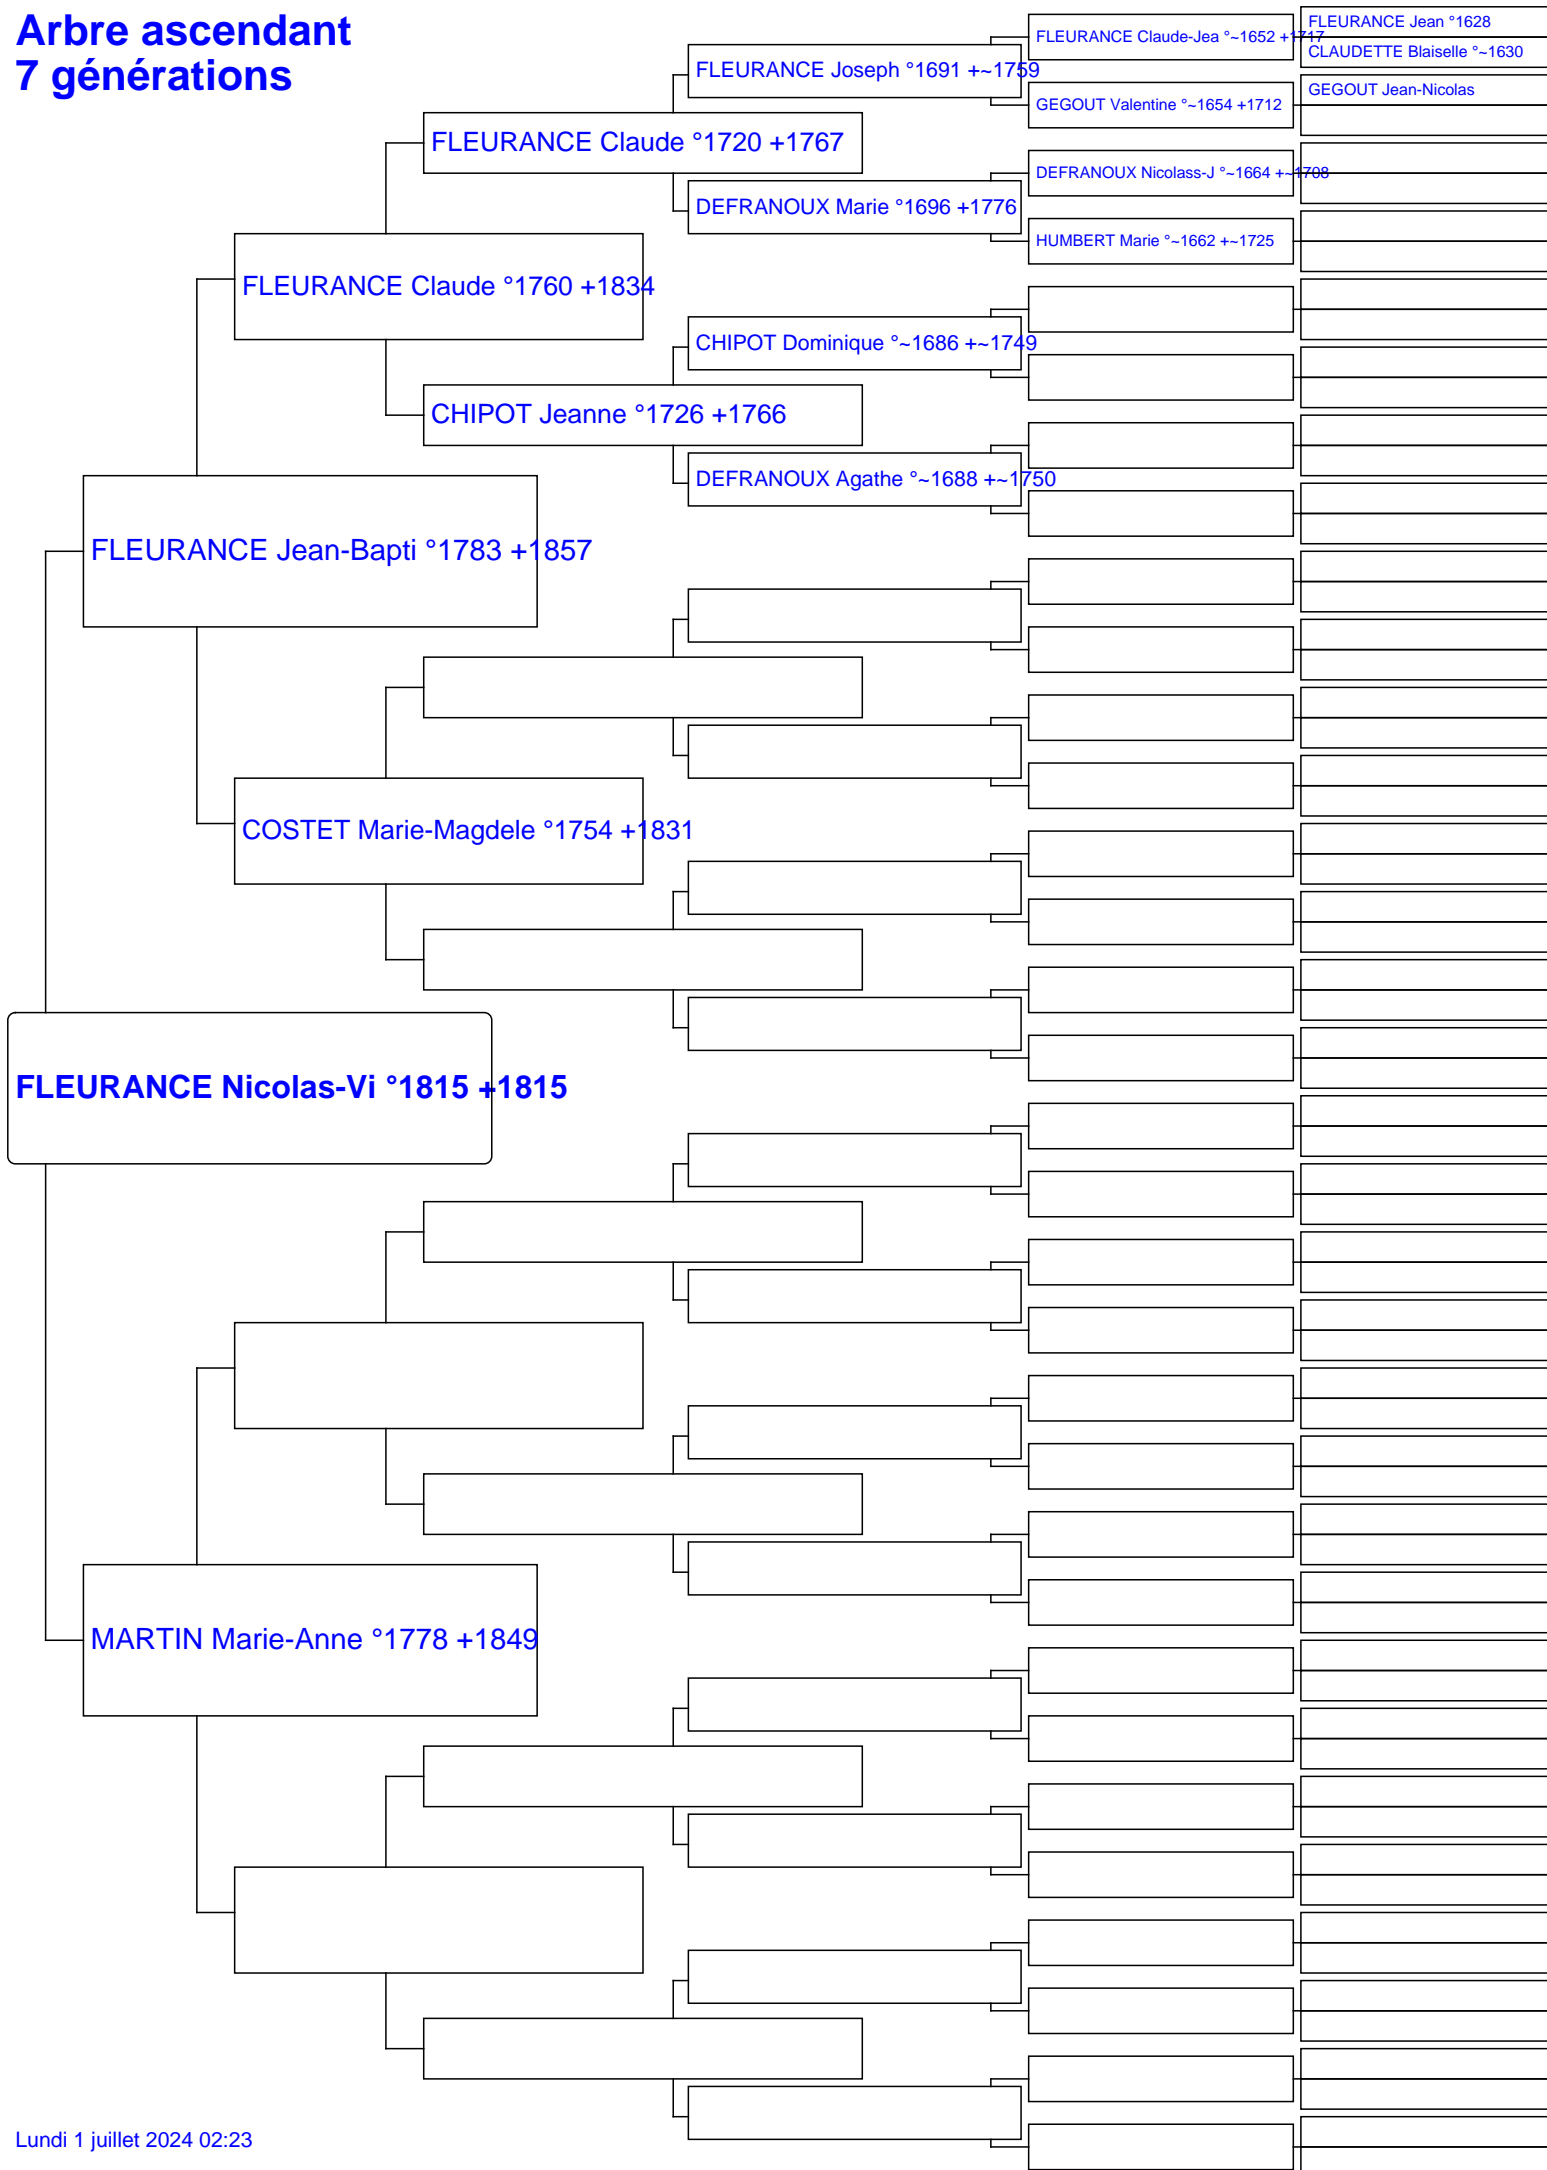 Arbre ascendant
7 générations
FLEURANCE Jean °1628
FLEURANCE Claude-Jea °~1652 +1717
CLAUDETTE Blaiselle °~1630
FLEURANCE Joseph °1691 +~1759
GEGOUT Jean-Nicolas
GEGOUT Valentine °~1654 +1712
FLEURANCE Claude °1720 +1767
DEFRANOUX Nicolass-J °~1664 +~1708
DEFRANOUX Marie °1696 +1776
HUMBERT Marie °~1662 +~1725
FLEURANCE Claude °1760 +1834
CHIPOT Dominique °~1686 +~1749
CHIPOT Jeanne °1726 +1766
DEFRANOUX Agathe °~1688 +~1750
FLEURANCE Jean-Bapti °1783 +1857
COSTET Marie-Magdele °1754 +1831
FLEURANCE Nicolas-Vi °1815 +1815
MARTIN Marie-Anne °1778 +1849
Lundi 1 juillet 2024 02:23